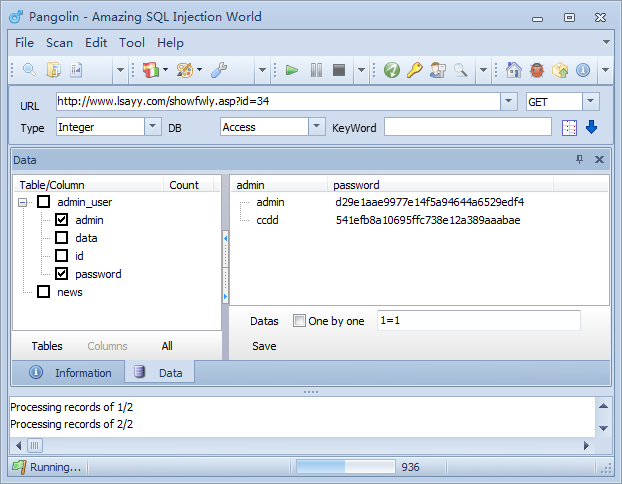 Pangolin - Amazing SQL Injection World
File Scan Edit Tool Help
URL http://www.lsayy.com/showfwly.asp?id=34 GET
Type Integer DB Access KeyWord
Data
Table/Column Count admin password
admin_user admin d29e1aae9977e14f5a94644a6529edf4
admin ccdd 541efb8a10695ffc738e12a389aaabae
data
id
password
news
Datas One by one 1=1
Tables Columns All Save
Information Data
Processing records of 1/2
Processing records of 2/2
Running... 936